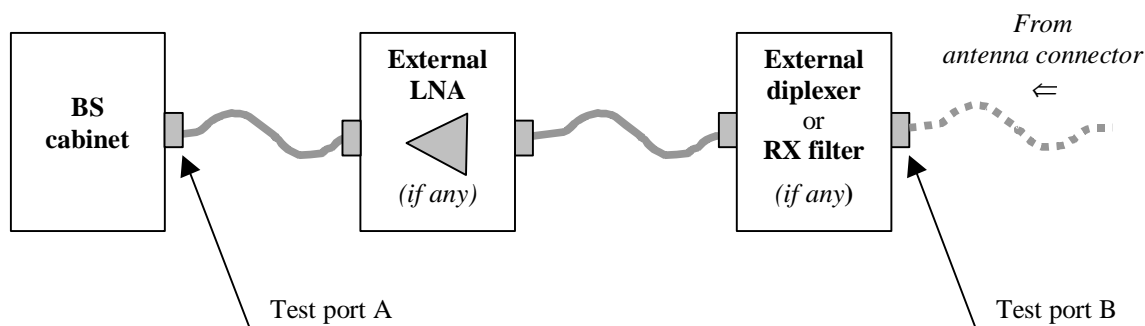 BS
cabinet
External
LNA
(if any)
External
diplexer
or
RX filter
(if any)
From
antenna connector
⇐
Test port A
Test port B